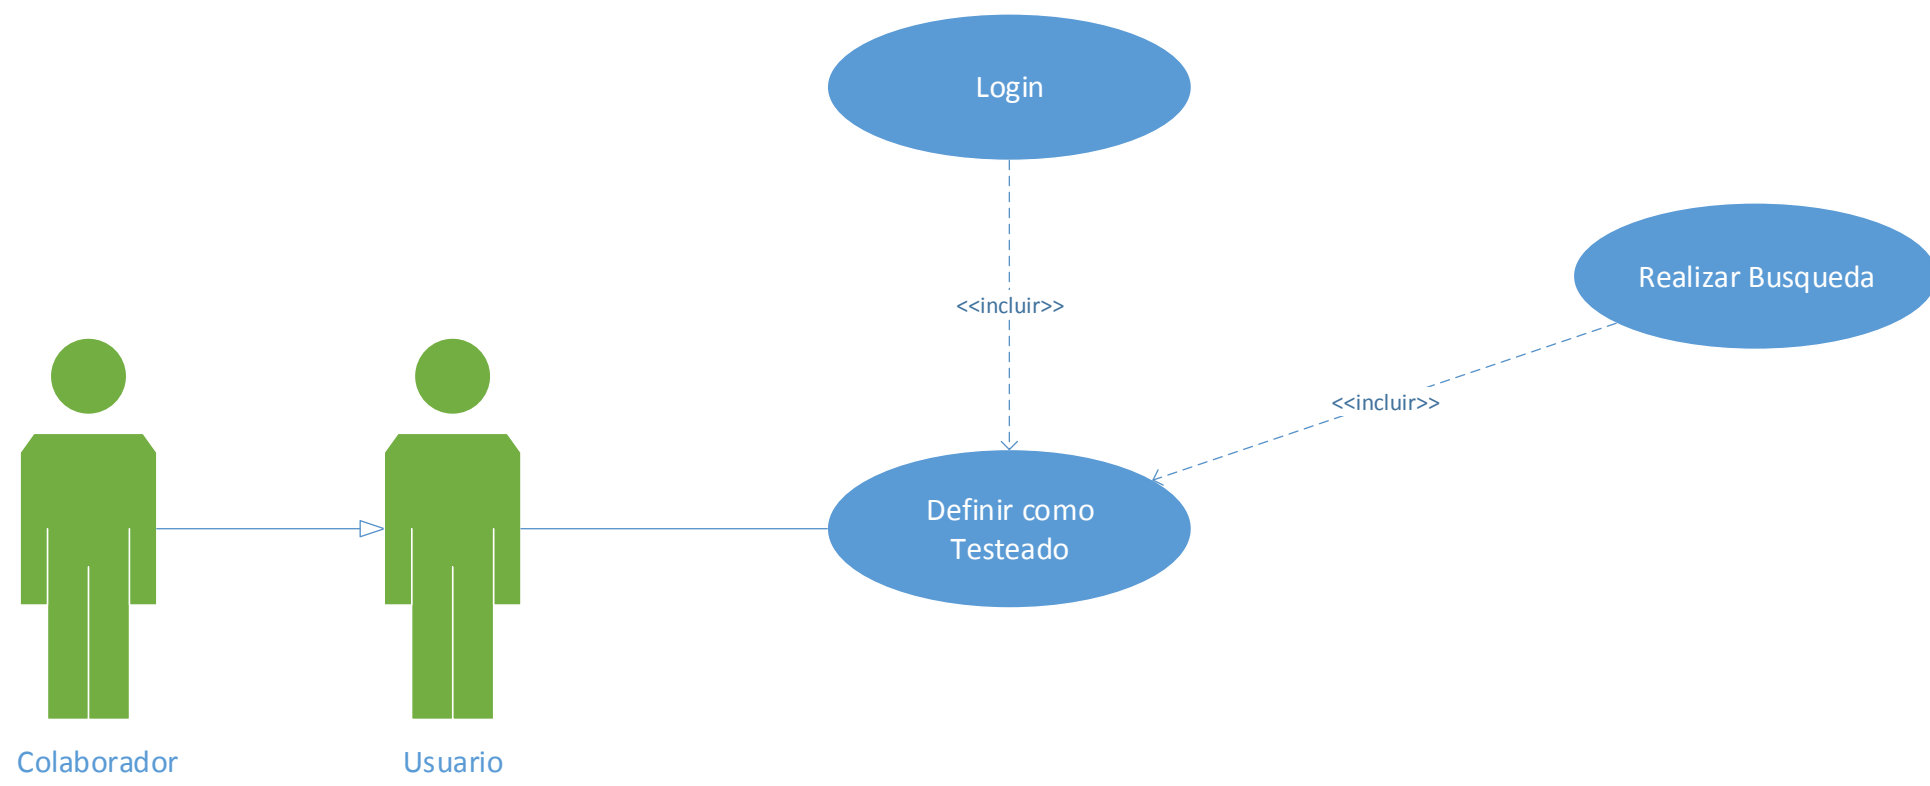 Login
Realizar Busqueda
<<incluir>>
<<incluir>>
Definir como
Testeado
Colaborador
Usuario